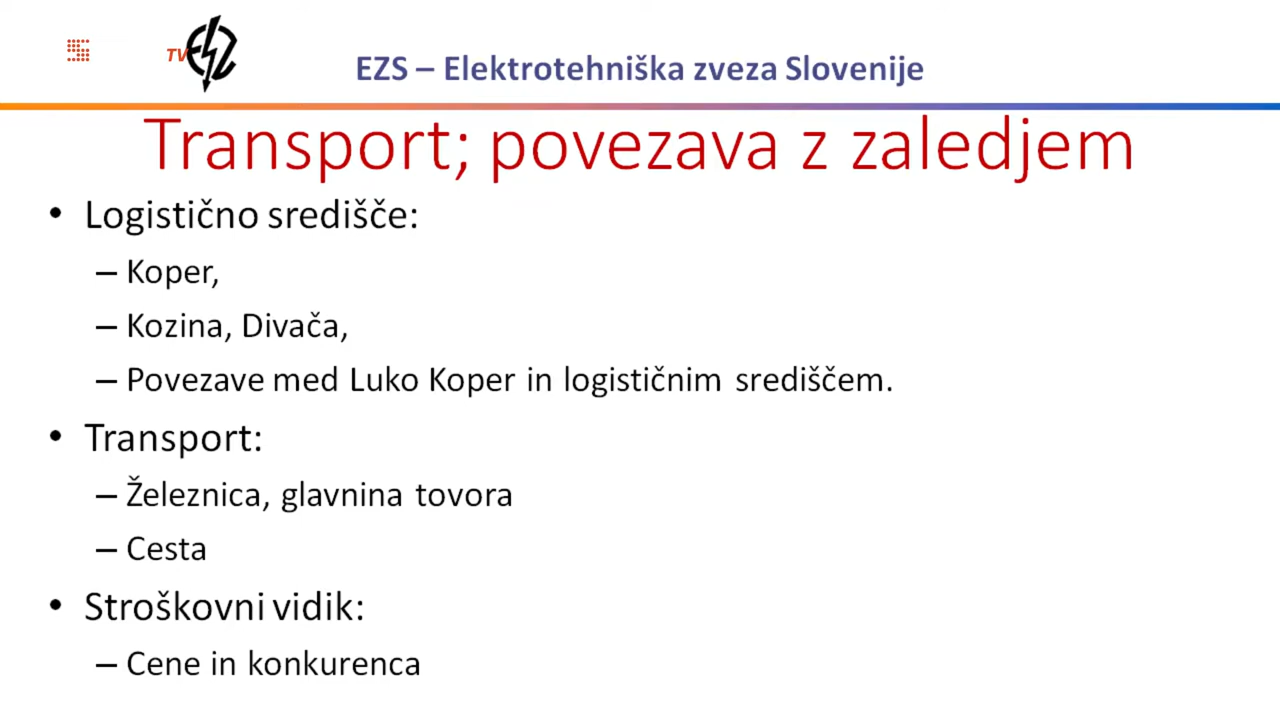 TV
EZS – Elektrotehniška zveza Slovenije
Transport; povezava z zaledjem
• Logistično središče:
– Koper,
– Kozina, Divača,
– Povezave med Luko Koper in logističnim središčem.
• Transport:
– Železnica, glavnina tovora
– Cesta
• Stroškovni vidik:
– Cene in konkurenca